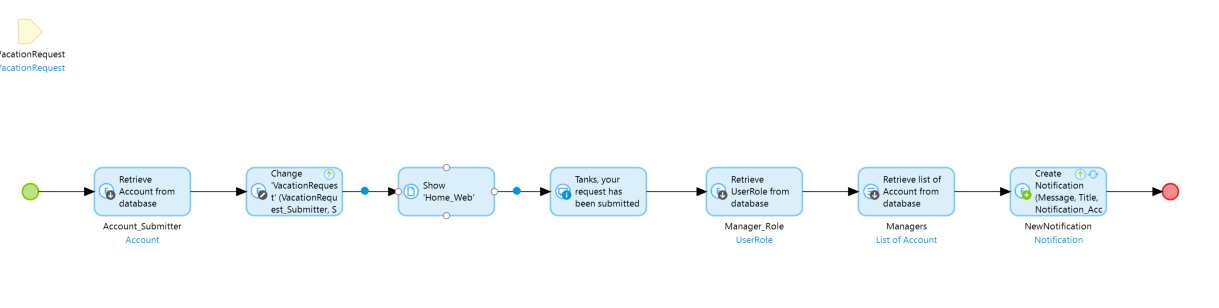 VacationRequest
VacationRequest
Retrieve
Account from
database
Account_Submitter
Account
Change
'VacationReques
t' (VacationRequ
est_Submitter, S
Show
'Home_Web'
Tanks, your
request has
been submitted
Retrieve
UserRole from
database
Manager_Role
UserRole
Retrieve list of
Account from
database
Managers
List of Account
Create
Notification
(Message, Title,
Notification_Acc
NewNotification
Notification